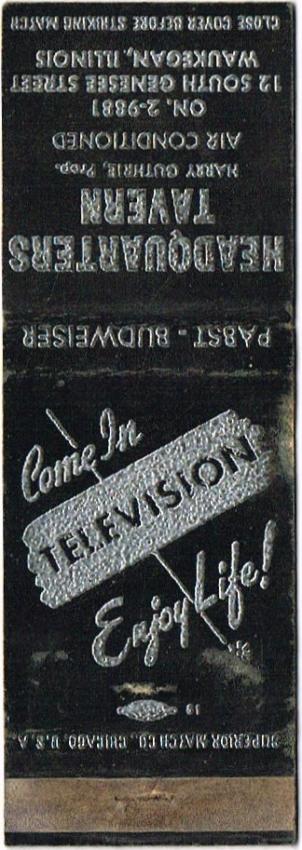 Come In
TELEVISION
Enjoy Life!
19
SUPERIOR MATCH CO., CHICAGO, U.S.A.
PABST - BUDWEISER
HEADQUARTERS
TAVERN
HARRY GUTHRIE, Prop.
AIR CONDITIONED
ON. 2-9881
12 SOUTH GENESEE STREET
WAUKEGAN, ILLINOIS
CLOSE COVER BEFORE STRIKING MATCH